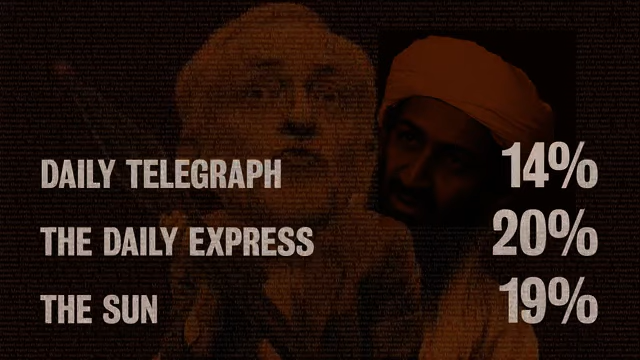 DAILY TELEGRAPH 14%
THE DAILY EXPRESS 20%
THE SUN 19%